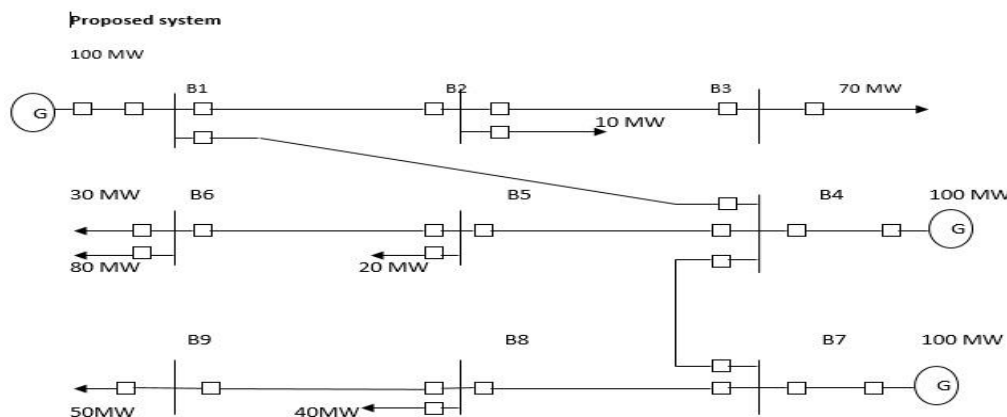 Proposed system
100 MW
B1 B2 B3 70 MW
G
10 MW
30 MW B6 B5 B4 100 MW
G
80 MW 20 MW
B9 B8 B7 100 MW
G
50MW 40MW